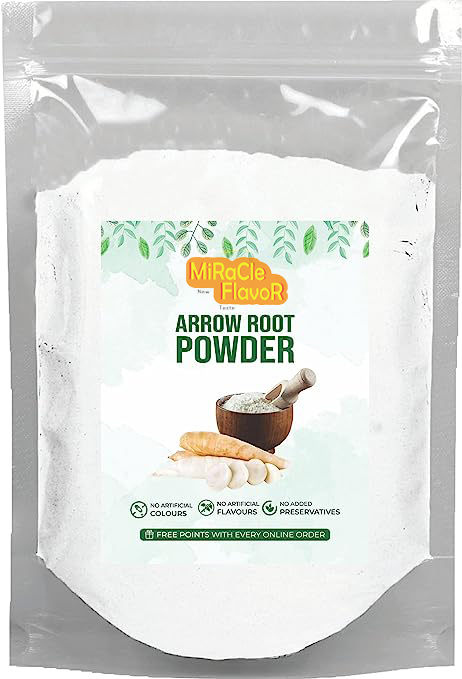 MiRaCle
New
FlavoR
Taste
ARROW ROOT
POWDER
NO ARTIFICIAL
COLOURS
NO ARTIFICIAL
FLAVOURS
NO ADDED
PRESERVATIVES
FREE POINTS WITH EVERY ONLINE ORDER